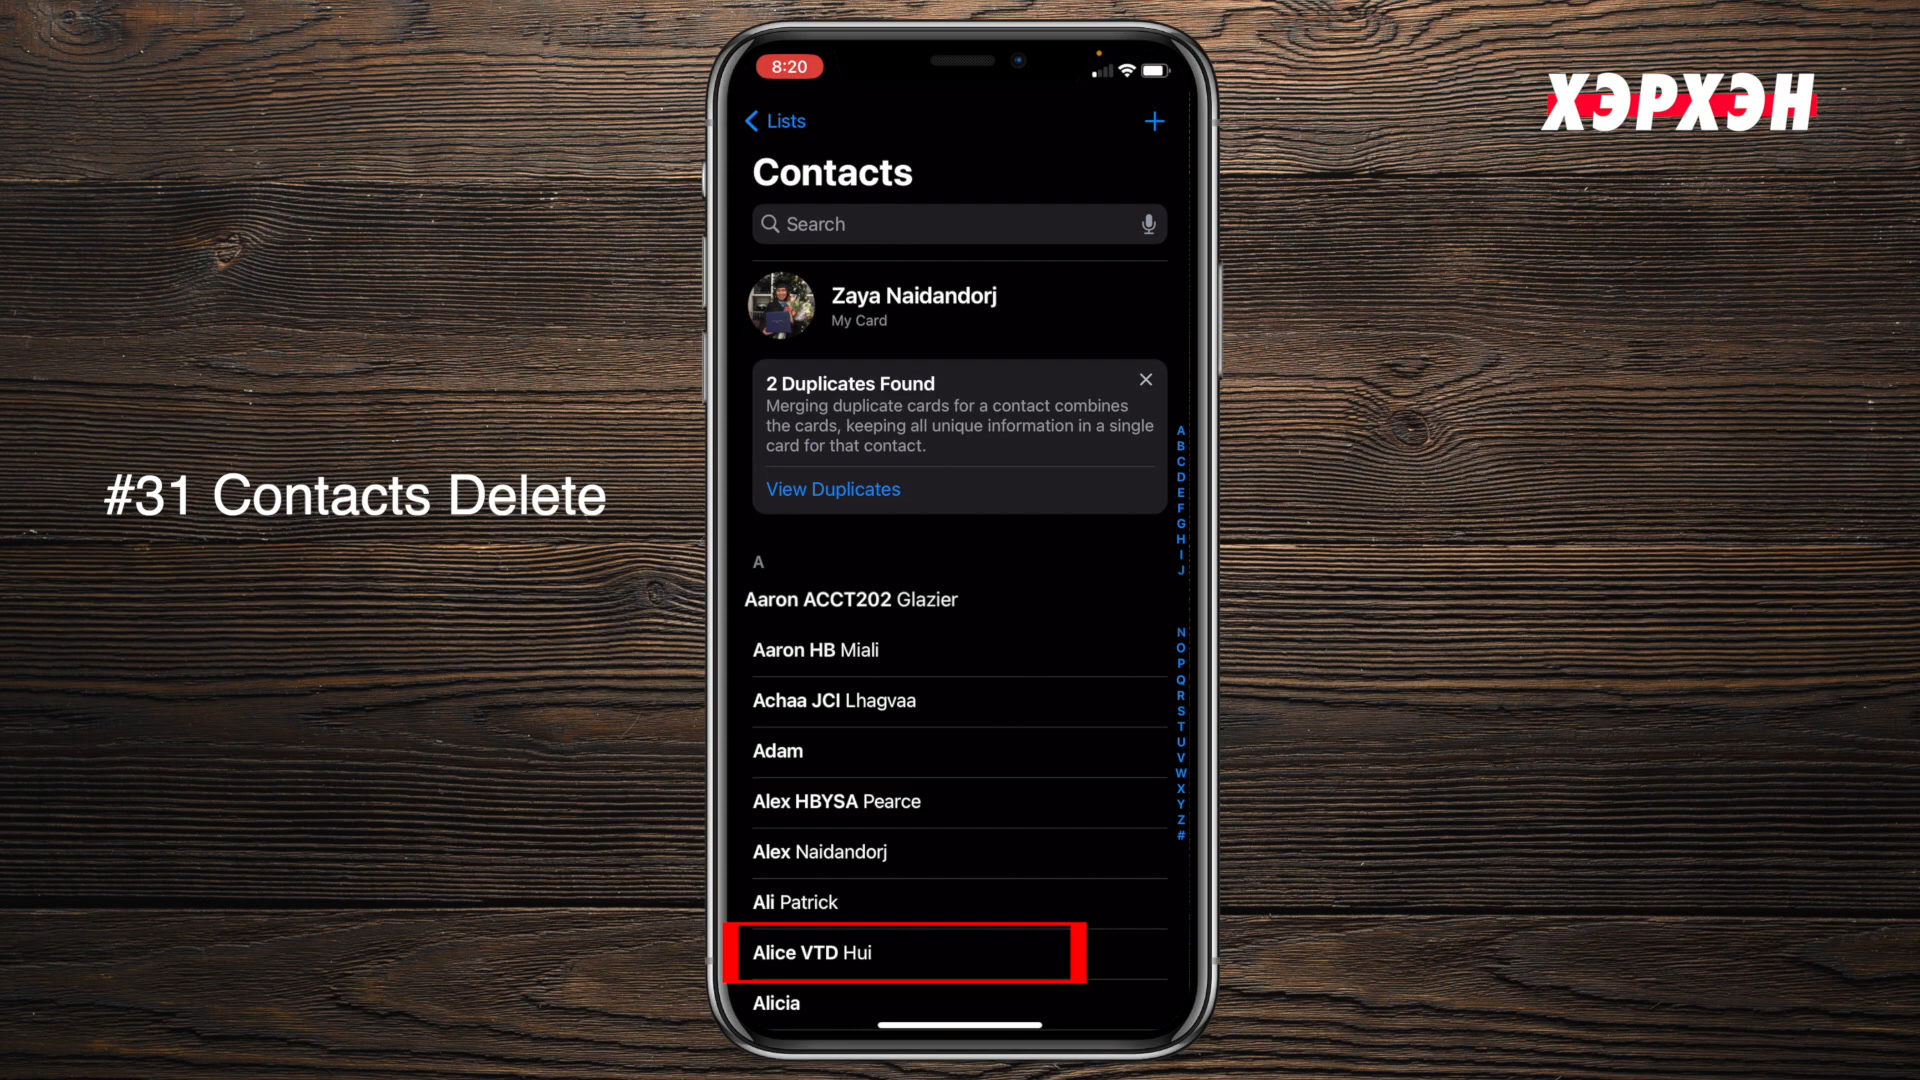 8:20
ХЭРХЭН
Lists
Contacts
Search
Zaya Naidandorj
My Card
2 Duplicates Found
Merging duplicate cards for a contact combines
the cards, keeping all unique information in a single
card for that contact.
View Duplicates
#31 Contacts Delete
A
Aaron ACCT202 Glazier
Aaron HB Miali
Achaa JCI Lhagvaa
Adam
Alex HBYSA Pearce
Alex Naidandorj
Ali Patrick
Alice VTD Hui
Alicia
A
B
C
D
E
F
G
H
I
J
N
O
P
Q
R
S
T
U
V
W
X
Y
Z
#